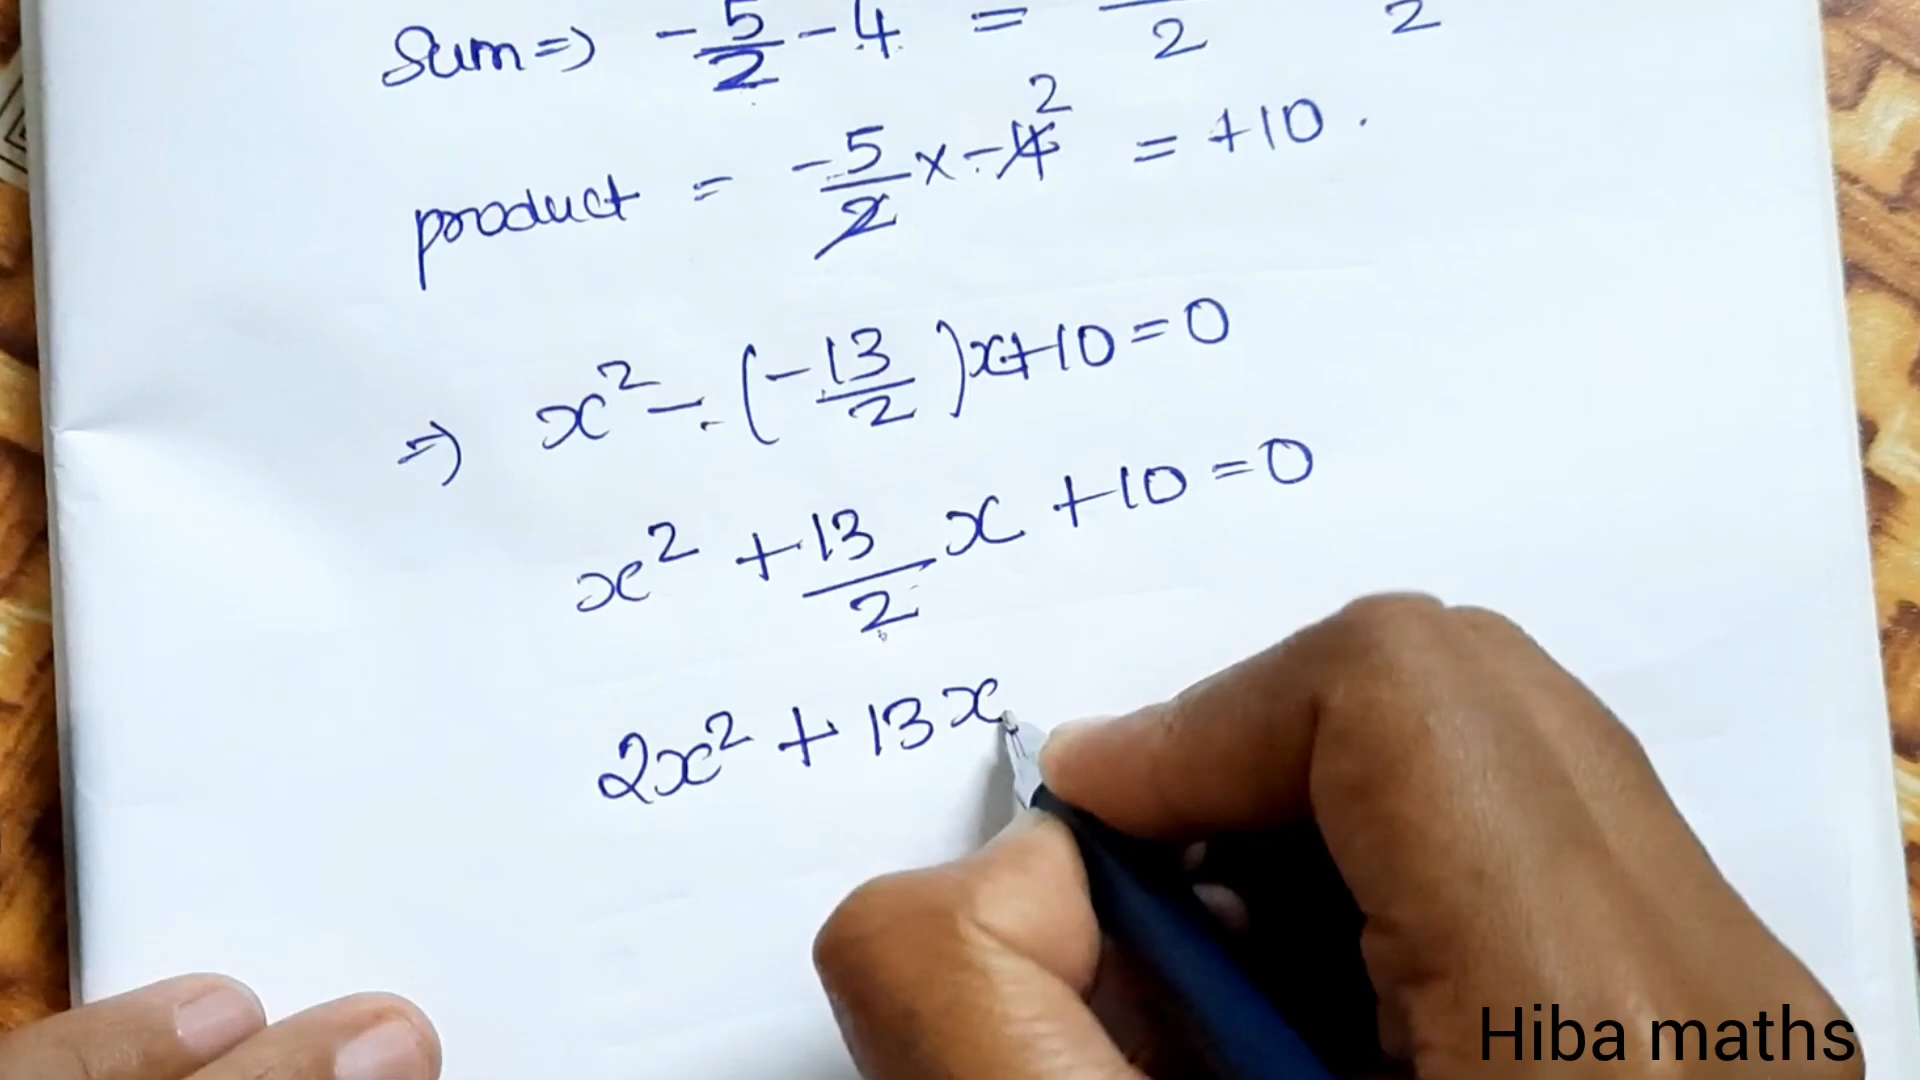 Sum ⇒ -5/2 - 4 = /2 2
product = -5/2 x -4 2 = +10 .
⇒ x² - (-13/2)x + 10 = 0
x² + 13/2 x + 10 = 0
2x² + 13x
Hiba maths